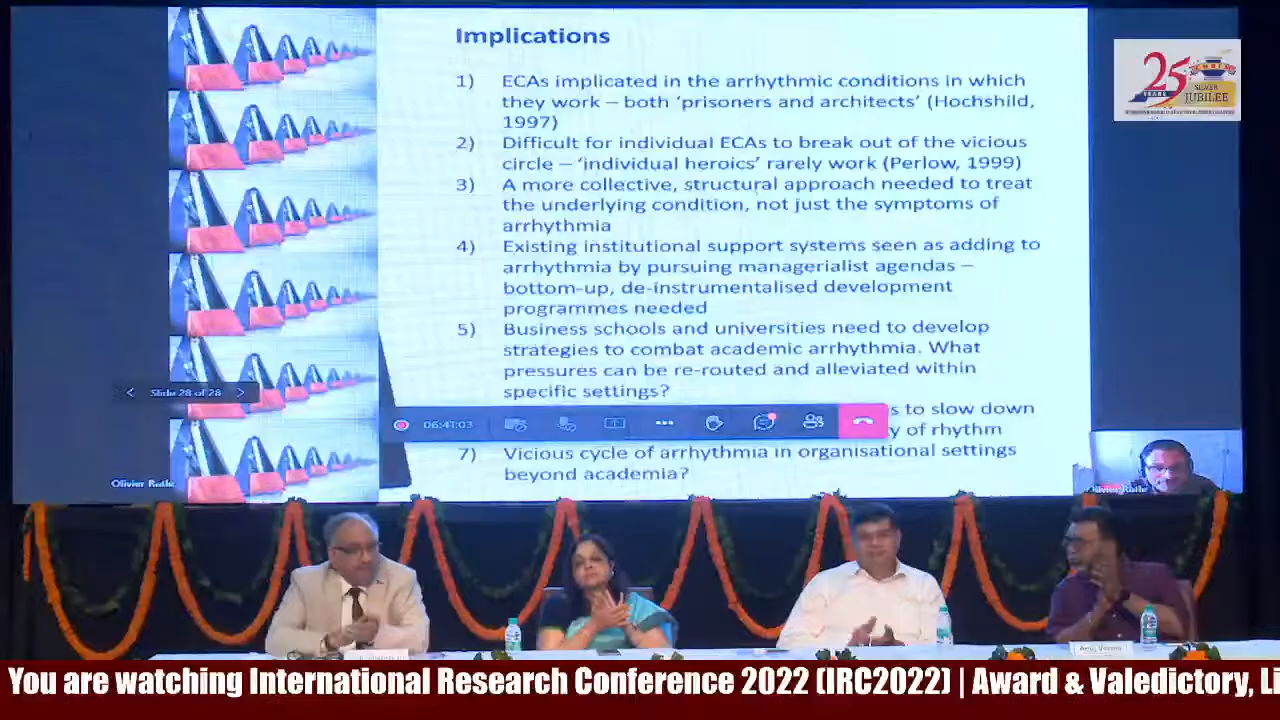 Implications
1) ECAs implicated in the arrhythmic conditions in which
they work – both ‘prisoners and architects’ (Hochshild,
1997)
2) Difficult for individual ECAs to break out of the vicious
circle – ‘individual heroics’ rarely work (Perlow, 1999)
3) A more collective, structural approach needed to treat
the underlying condition, not just the symptoms of
arrhythmia
4) Existing institutional support systems seen as adding to
arrhythmia by pursuing managerialist agendas –
bottom-up, de-instrumentalised development
programmes needed
5) Business schools and universities need to develop
strategies to combat academic arrhythmia. What
pressures can be re-routed and alleviated within
specific settings?
s to slow down
y of rhythm
7) Vicious cycle of arrhythmia in organisational settings
beyond academia?
25
YEARS
SILVER
JUBILEE
Slide 28 of 28
06:41:03
Olivier Ratle
Olivier Ratle
You are watching International Research Conference 2022 (IRC2022) | Award & Valedictory, Li